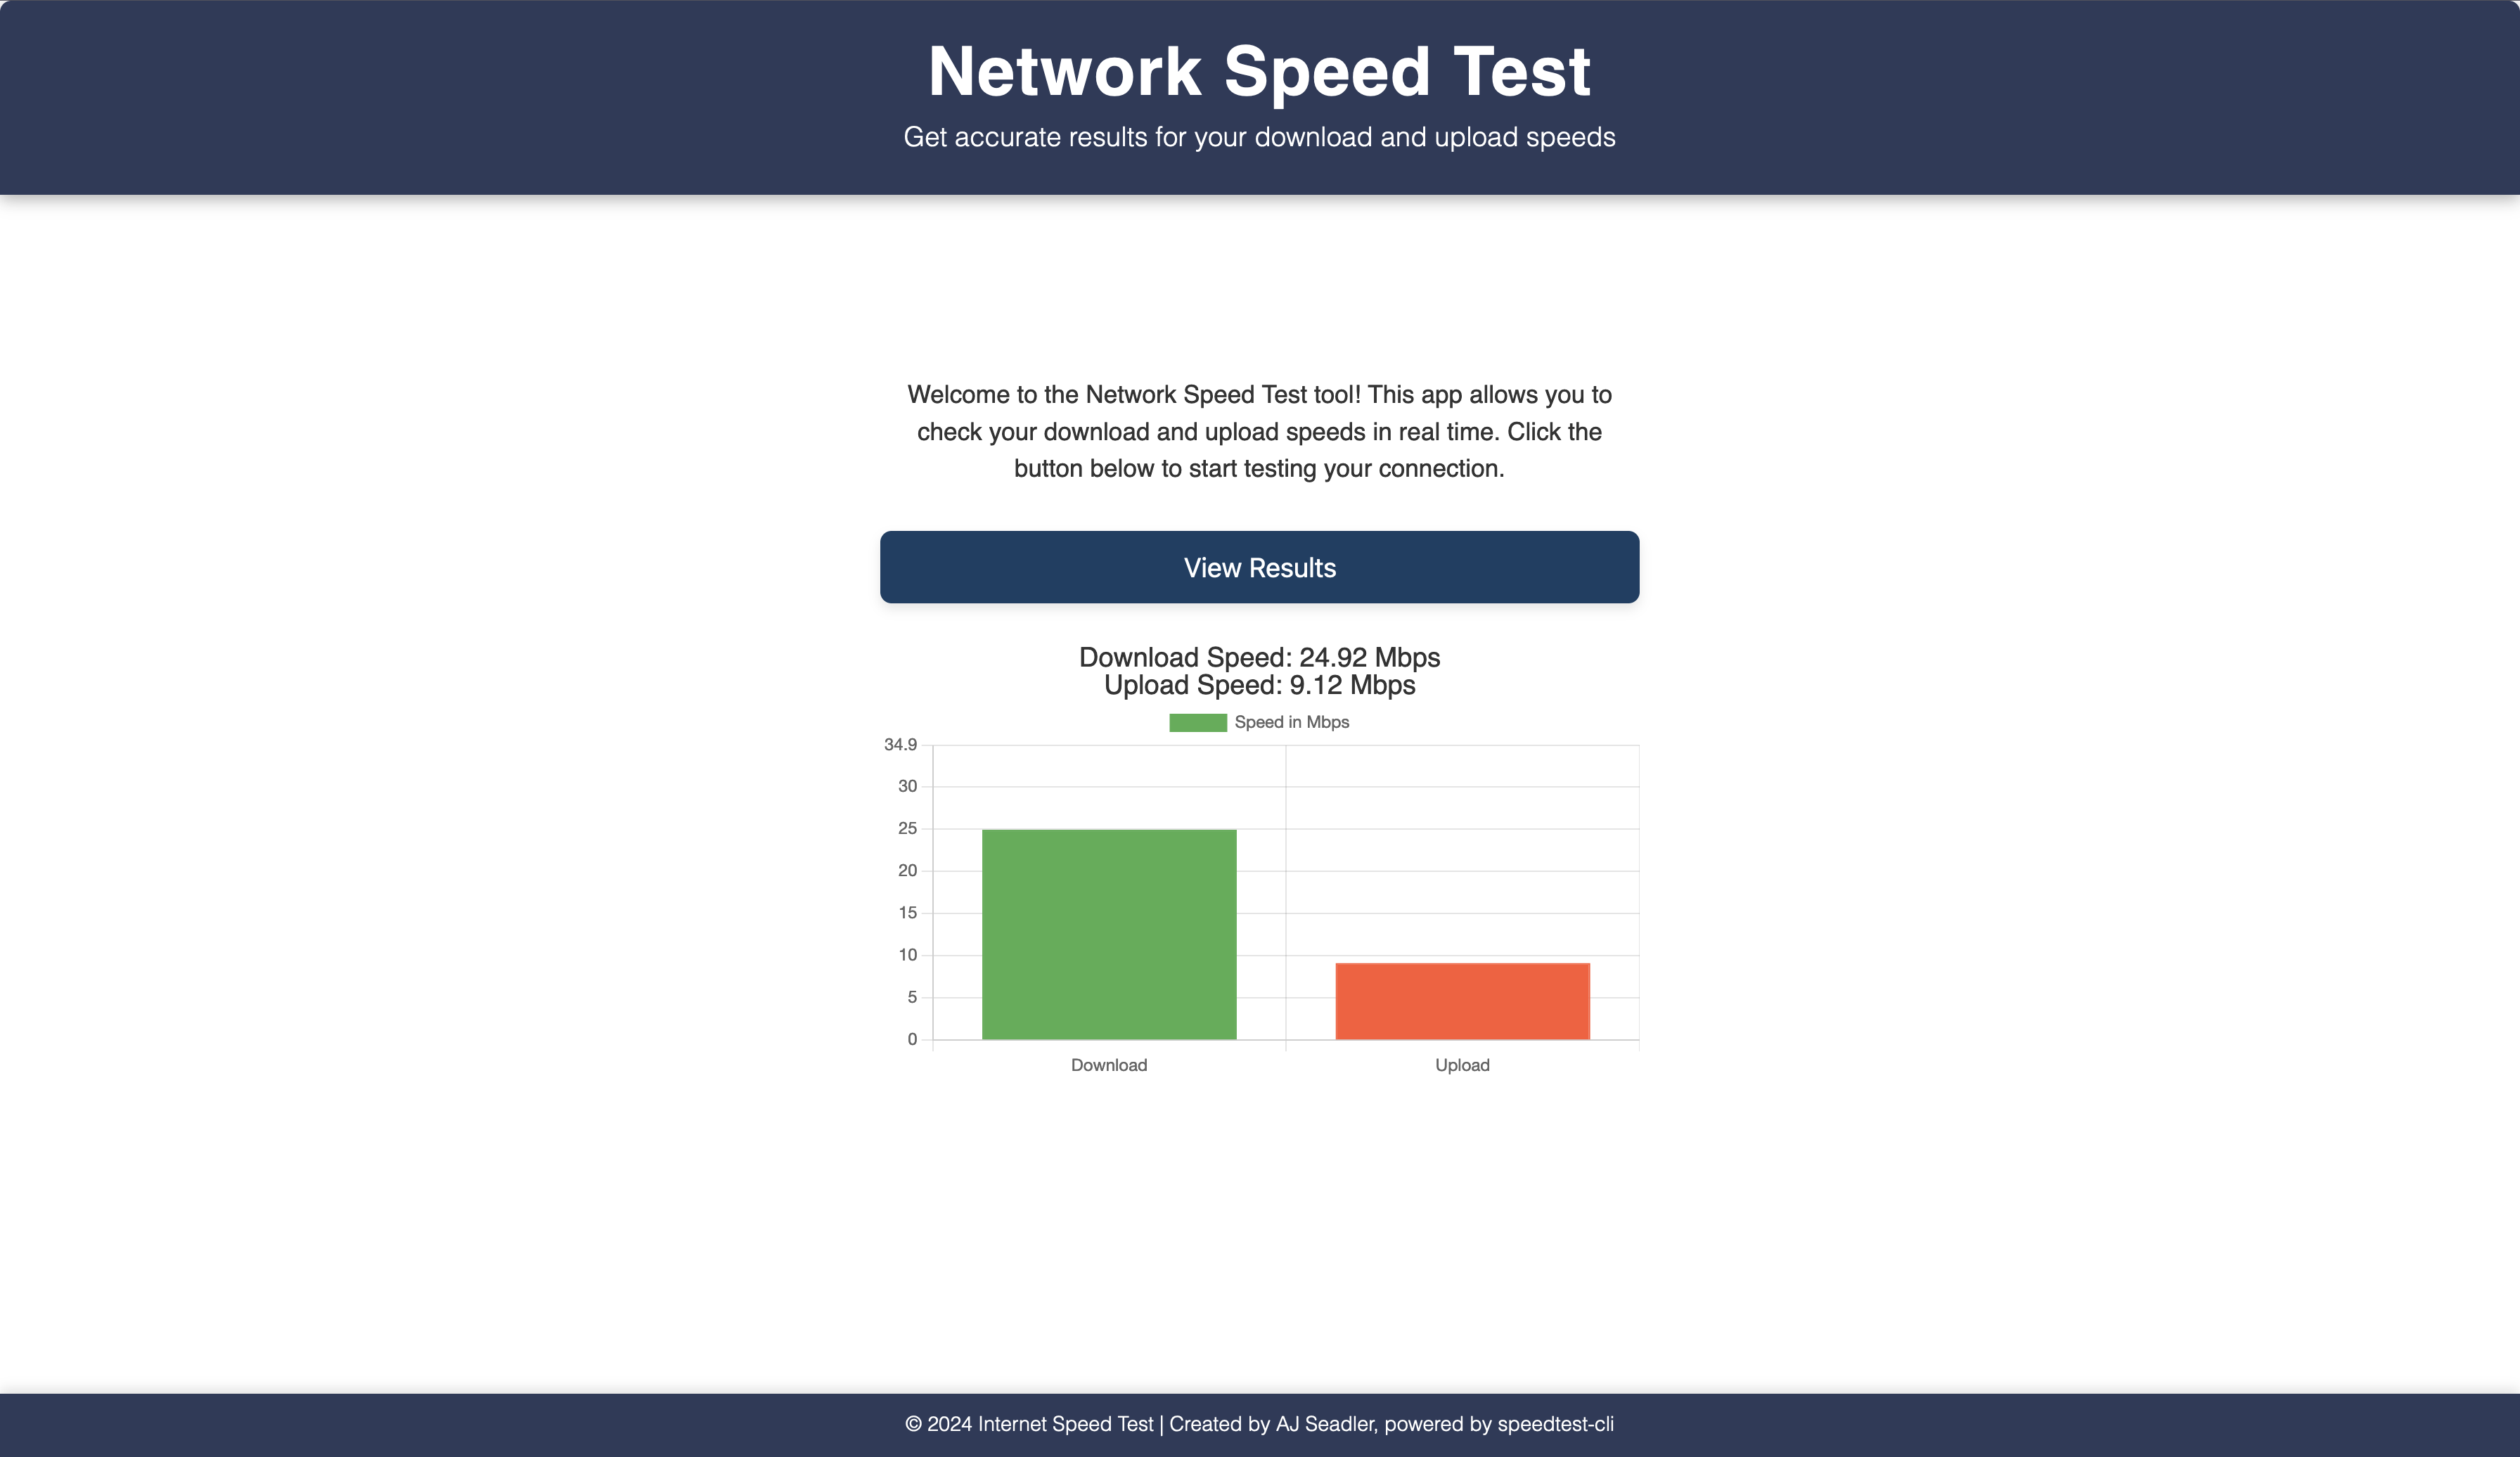 Network Speed Test
Get accurate results for your download and upload speeds
Welcome to the Network Speed Test tool! This app allows you to
check your download and upload speeds in real time. Click the
button below to start testing your connection.
View Results
Download Speed: 24.92 Mbps
Upload Speed: 9.12 Mbps
Speed in Mbps
34.9
30
25
20
15
10
5
0
Download Upload
© 2024 Internet Speed Test | Created by AJ Seadler, powered by speedtest-cli